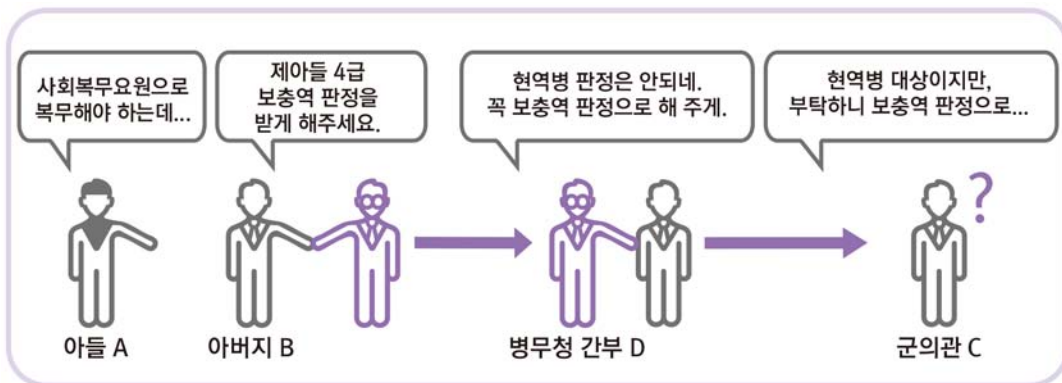 사회복무요원으로
복무해야 하는데...
제아들 4급
보충역 판정을
받게 해주세요.
현역병 판정은 안되네.
꼭 보충역 판정으로 해 주게.
현역병 대상이지만,
부탁하니 보충역 판정으로...
?
아들 A
아버지 B
병무청 간부 D
군의관 C